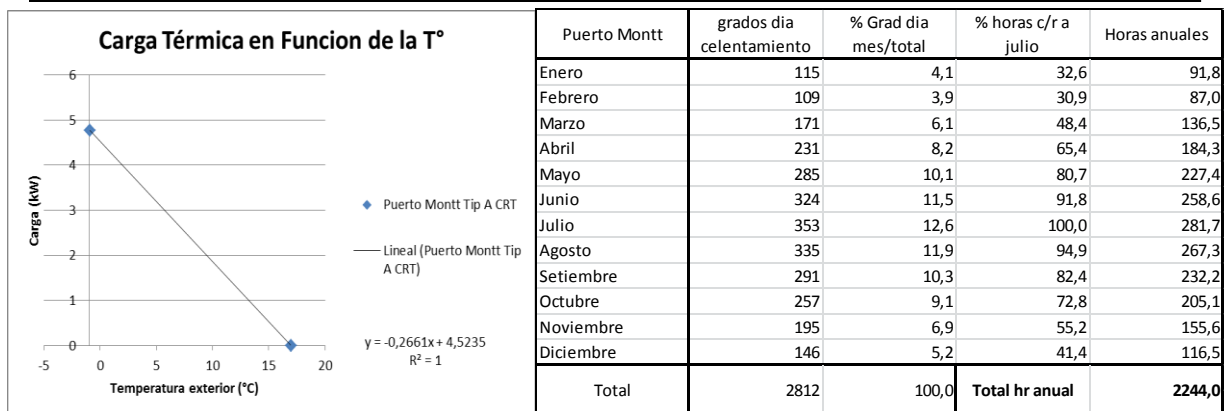 Carga Térmica en Funcion de la T°
6
5
4
3
2
1
0
-5 0 5 10 15 20
Carga (kW)
Temperatura exterior (°C)
Puerto Montt Tip A CRT
Lineal (Puerto Montt Tip
A CRT)
y = -0,2661x + 4,5235
R² = 1
Puerto Montt grados dia celentamiento % Grad dia mes/total % horas c/r a julio Horas anuales
Enero 115 4,1 32,6 91,8
Febrero 109 3,9 30,9 87,0
Marzo 171 6,1 48,4 136,5
Abril 231 8,2 65,4 184,3
Mayo 285 10,1 80,7 227,4
Junio 324 11,5 91,8 258,6
Julio 353 12,6 100,0 281,7
Agosto 335 11,9 94,9 267,3
Setiembre 291 10,3 82,4 232,2
Octubre 257 9,1 72,8 205,1
Noviembre 195 6,9 55,2 155,6
Diciembre 146 5,2 41,4 116,5
Total 2812 100,0 Total hr anual 2244,0